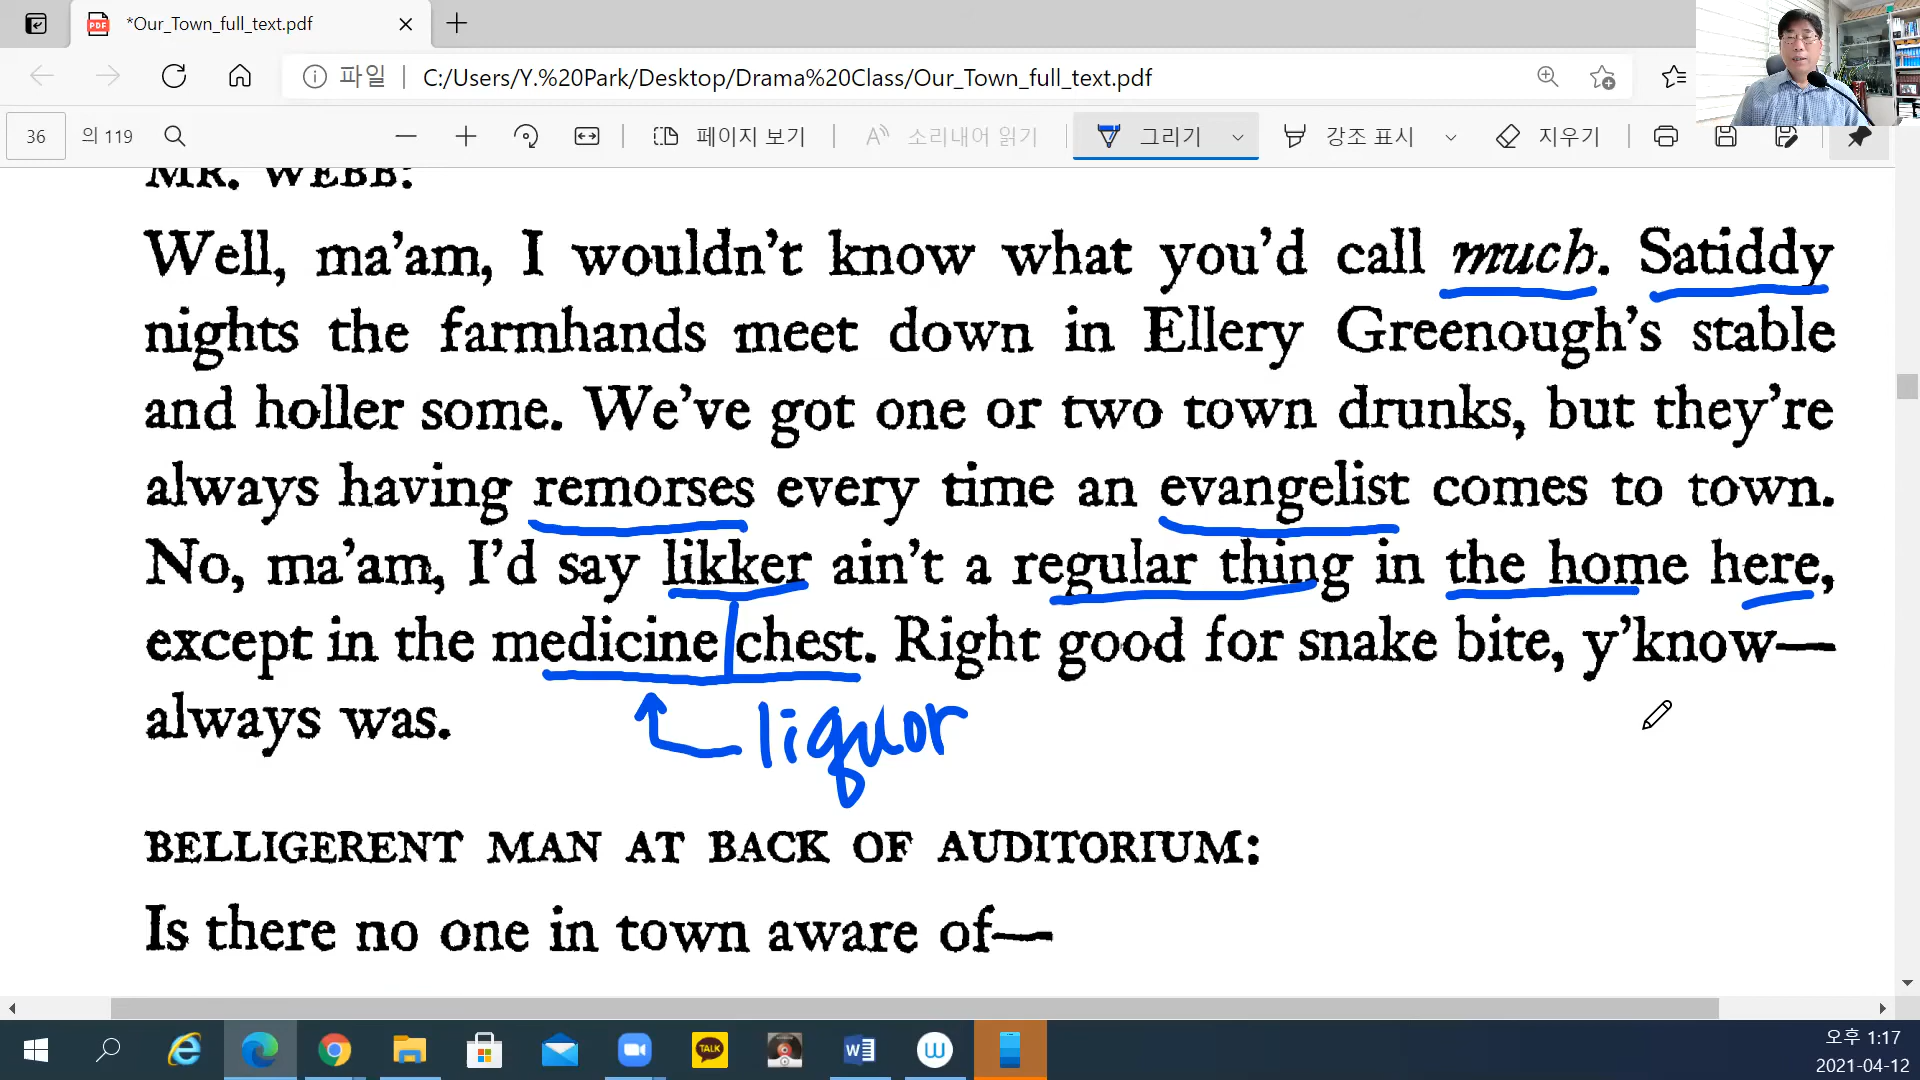 *Our_Town_full_text.pdf
파일 C:/Users/Y.%20Park/Desktop/Drama%20Class/Our_Town_full_text.pdf
36 의 119 페이지 보기 소리내어 읽기 그리기 강조 표시 지우기
MR. WEBB:
Well, ma’am, I wouldn’t know what you’d call much. Satiddy
nights the farmhands meet down in Ellery Greenough’s stable
and holler some. We’ve got one or two town drunks, but they’re
always having remorses every time an evangelist comes to town.
No, ma’am, I’d say likker ain’t a regular thing in the home here,
except in the medicine chest. Right good for snake bite, y’know—
always was.
liquor
BELLIGERENT MAN AT BACK OF AUDITORIUM:
Is there no one in town aware of—
TALK
오후 1:17
2021-04-12